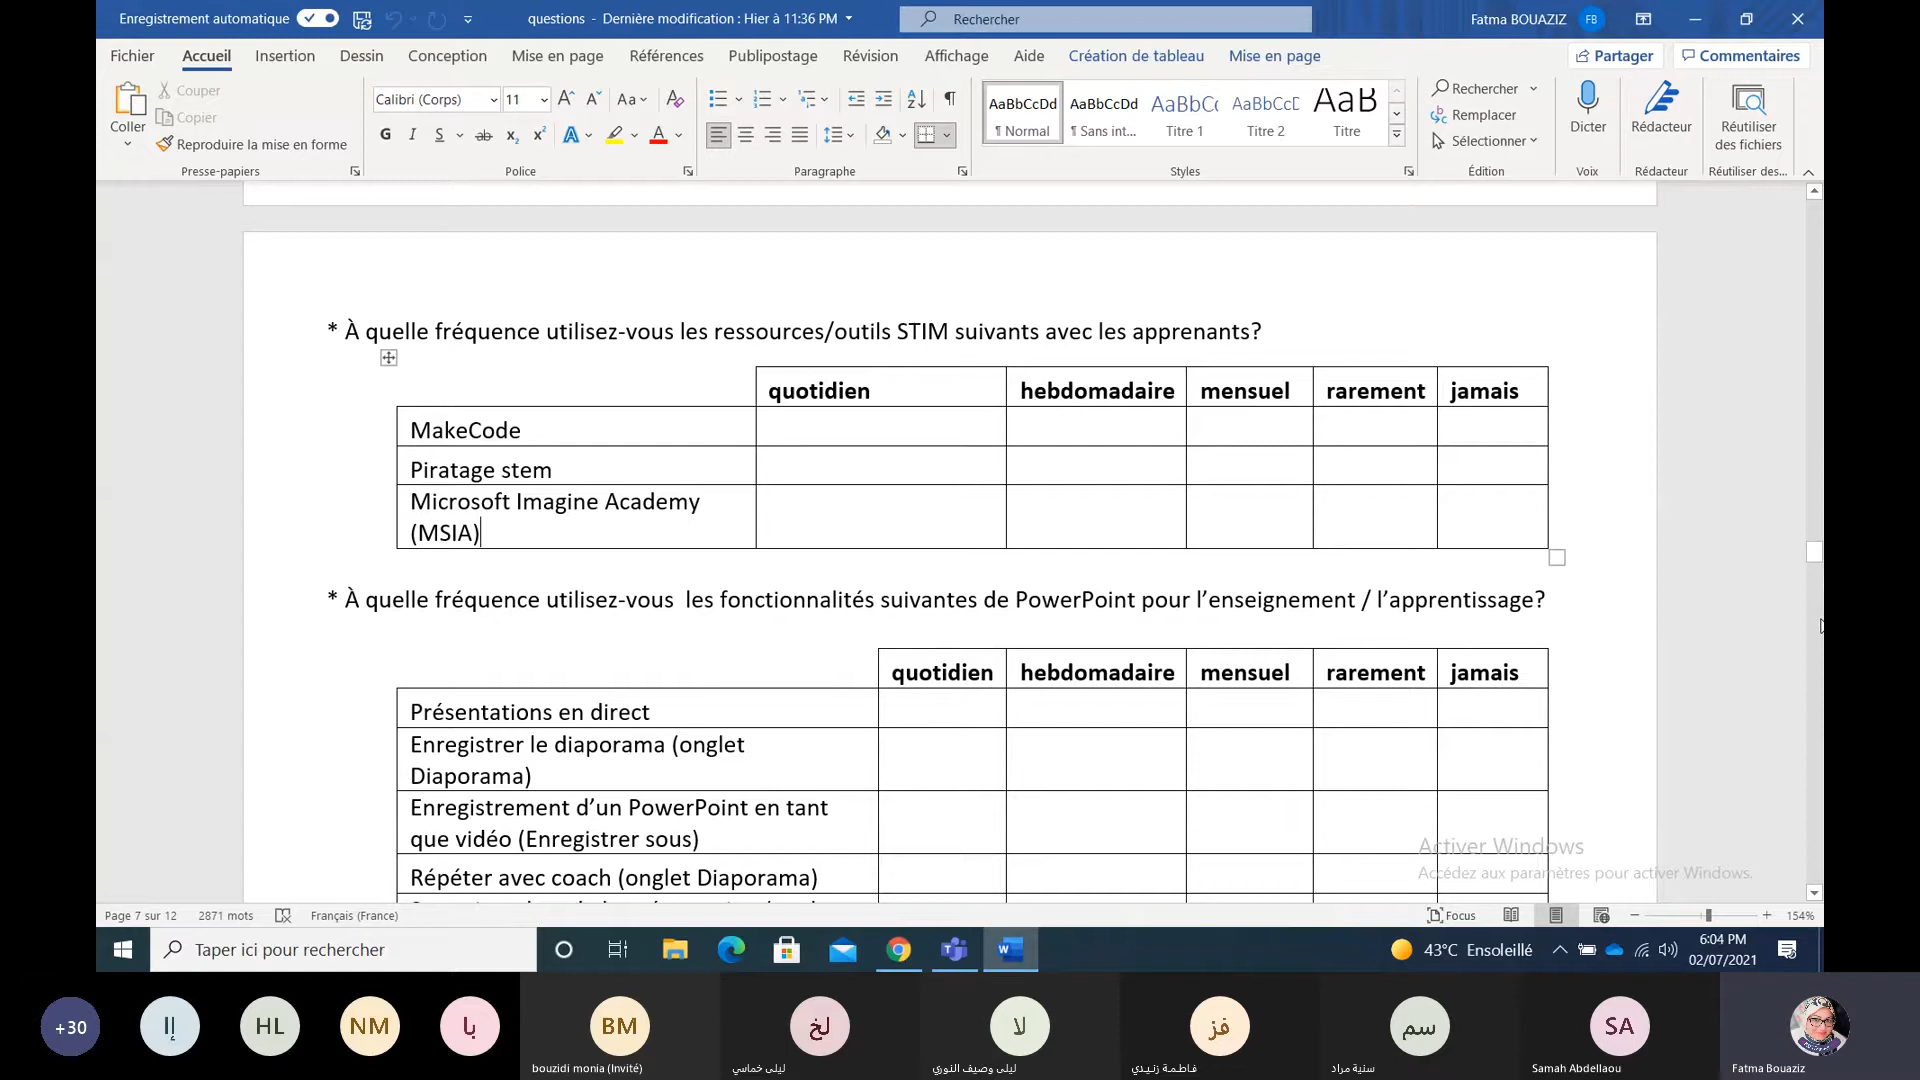 Enregistrement automatique
questions - Dernière modification : Hier à 11:36 PM
Rechercher
Fatma BOUAZIZ
FB
Fichier Accueil Insertion Dessin Conception Mise en page Références Publipostage Révision Affichage Aide Création de tableau Mise en page
Partager
Commentaires
Coller
Couper
Copier
Reproduire la mise en forme
Presse-papiers
Calibri (Corps) 11
Police
Paragraphe
AaBbCcDd AaBbCcDd AaBbCc AaBbCcD AaB
¶ Normal ¶ Sans int... Titre 1 Titre 2 Titre
Styles
Rechercher
Remplacer
Sélectionner
Édition
Dicter
Voix
Rédacteur
Rédacteur
Réutiliser
des fichiers
Réutiliser des...
* À quelle fréquence utilisez-vous les ressources/outils STIM suivants avec les apprenants?
quotidien hebdomadaire mensuel rarement jamais
MakeCode
Piratage stem
Microsoft Imagine Academy
(MSIA)
* À quelle fréquence utilisez-vous les fonctionnalités suivantes de PowerPoint pour l’enseignement / l’apprentissage?
quotidien hebdomadaire mensuel rarement jamais
Présentations en direct
Enregistrer le diaporama (onglet
Diaporama)
Enregistrement d’un PowerPoint en tant
que vidéo (Enregistrer sous)
Répéter avec coach (onglet Diaporama)
Activer Windows
Accédez aux paramètres pour activer Windows.
Page 7 sur 12 2871 mots Français (France)
Focus
154%
Taper ici pour rechercher
43°C Ensoleillé
6:04 PM
02/07/2021
+30
إا
HL
NM
با
BM
لخ
لا
فز
سم
SA
bouzidi monia (Invité)
ليلى خماسي
ليلى وصيف النوري
فاطمة زنيدي
سنية مراد
Samah Abdellaou
Fatma Bouaziz